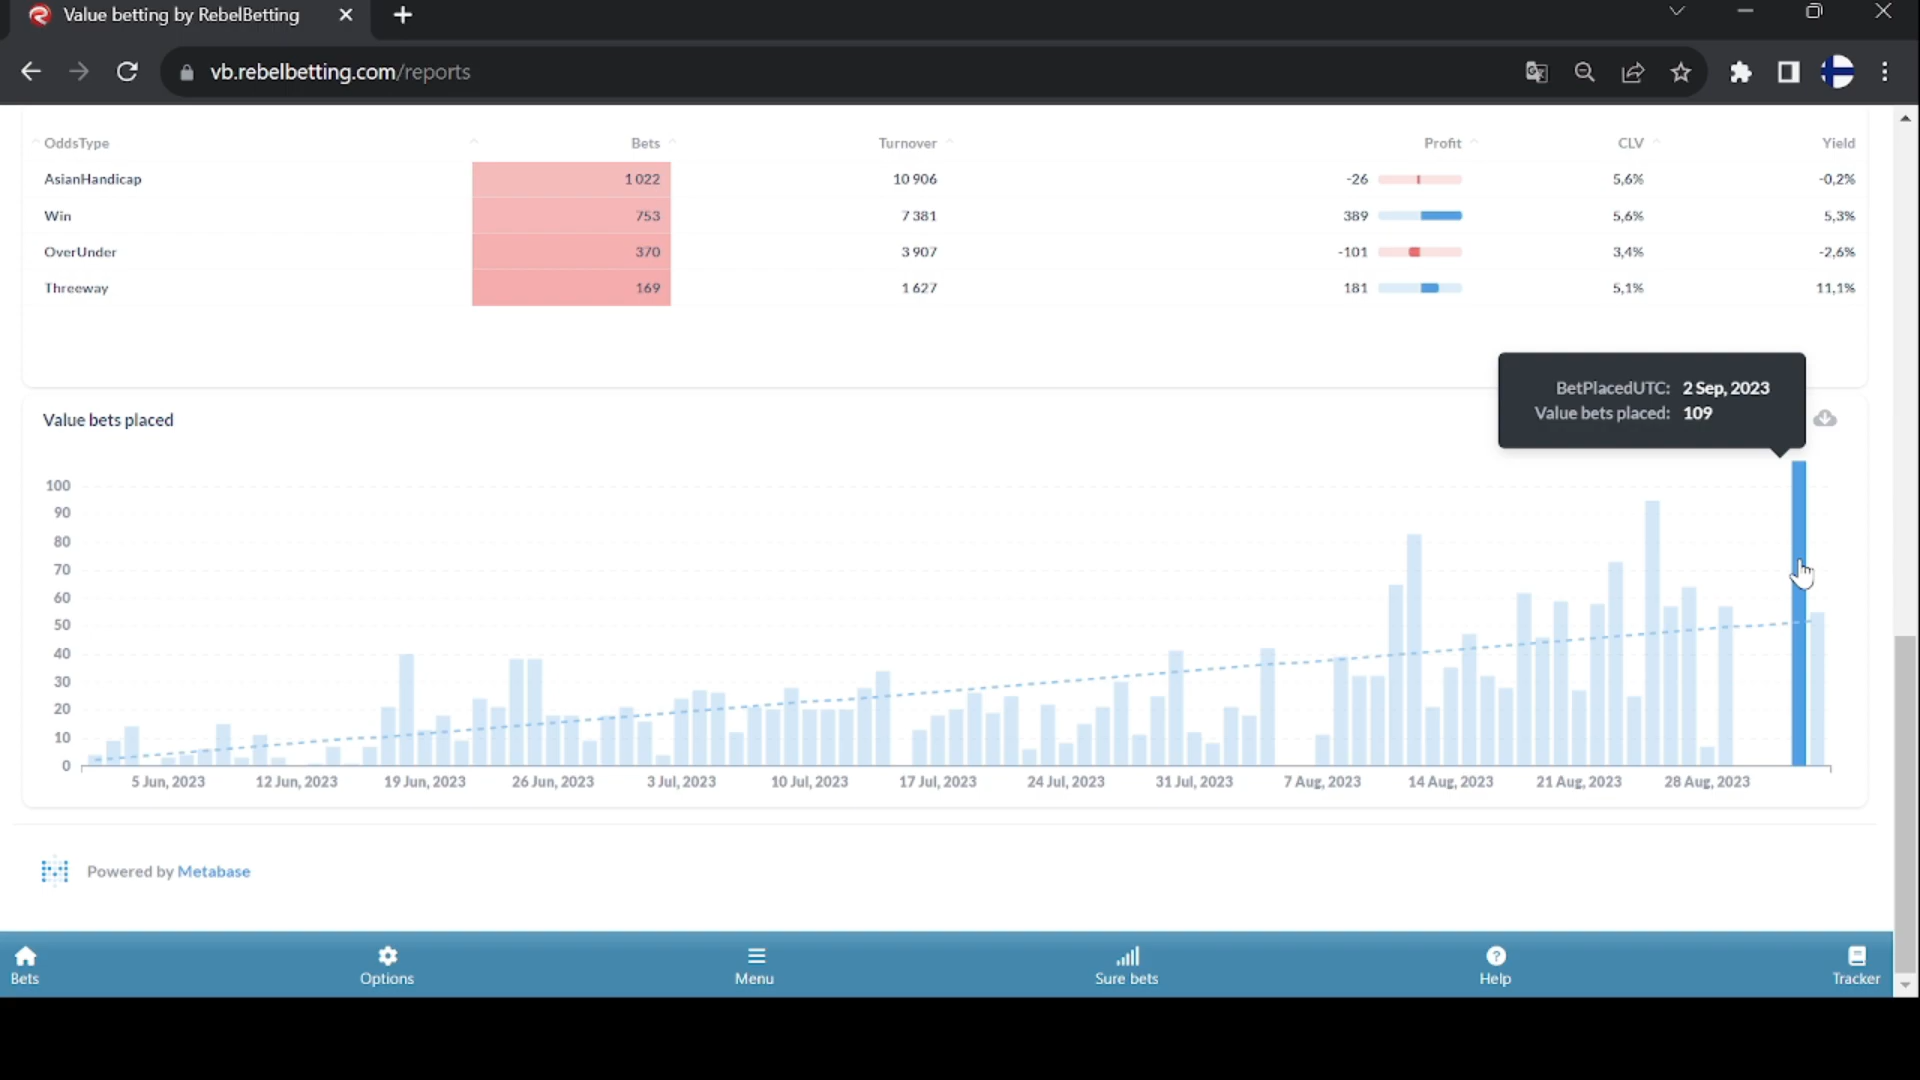 Value betting by RebelBetting
vb.rebelbetting.com/reports
OddsType Bets Turnover Profit CLV Yield
AsianHandicap 1 022 10 906 -26 5,6% -0,2%
Win 753 7 381 389 5,6% 5,3%
OverUnder 370 3 907 -101 3,4% -2,6%
Threeway 169 1 627 181 5,1% 11,1%
BetPlacedUTC: 2 Sep, 2023
Value bets placed: 109
Value bets placed
100
90
80
70
60
50
40
30
20
10
0
5 Jun, 2023 12 Jun, 2023 19 Jun, 2023 26 Jun, 2023 3 Jul, 2023 10 Jul, 2023 17 Jul, 2023 24 Jul, 2023 31 Jul, 2023 7 Aug, 2023 14 Aug, 2023 21 Aug, 2023 28 Aug, 2023
Powered by Metabase
Bets Options Menu Sure bets Help Tracker